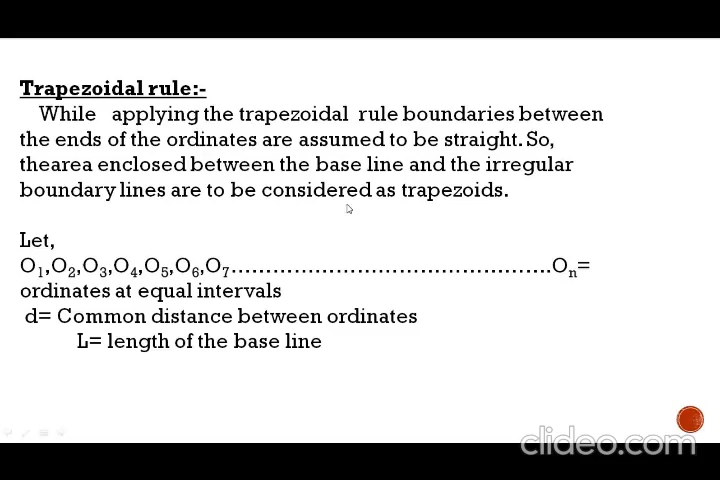 Trapezoidal rule:-
While applying the trapezoidal rule boundaries between
the ends of the ordinates are assumed to be straight. So,
thearea enclosed between the base line and the irregular
boundary lines are to be considered as trapezoids.
Let,
O₁,O₂,O₃,O₄,O₅,O₆,O₇……………………………………………….Oₙ=
ordinates at equal intervals
d= Common distance between ordinates
L= length of the base line
clideo.com